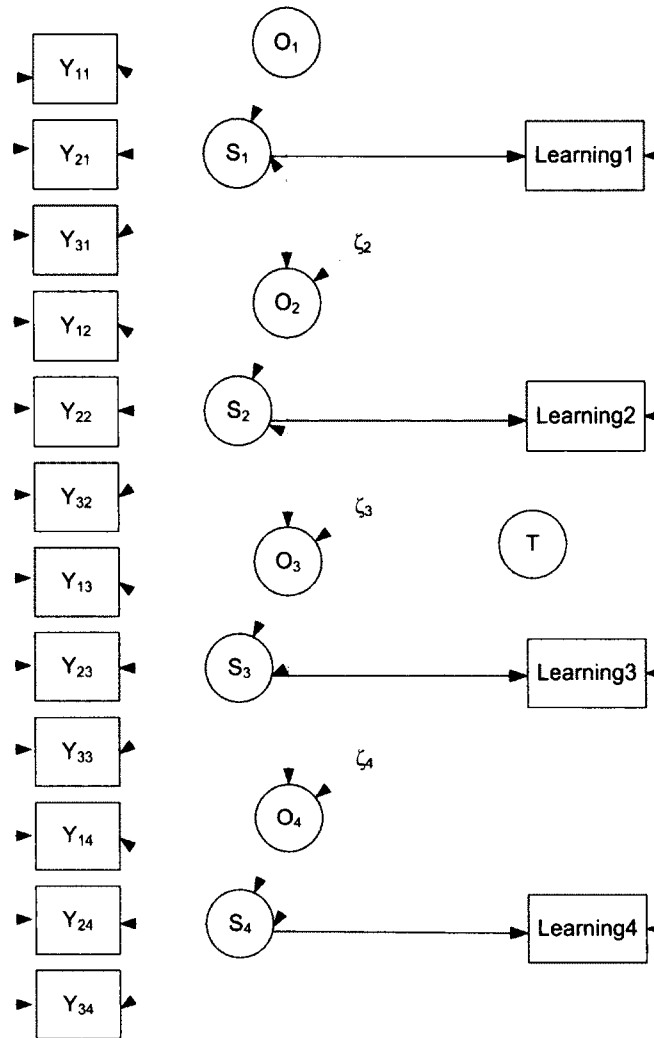 O₁
Y₁₁
S₁
Learning1
Y₂₁
Y₃₁
ζ₂
O₂
Y₁₂
S₂
Learning2
Y₂₂
Y₃₂
ζ₃
T
O₃
Y₁₃
S₃
Learning3
Y₂₃
Y₃₃
ζ₄
O₄
Y₁₄
S₄
Learning4
Y₂₄
Y₃₄